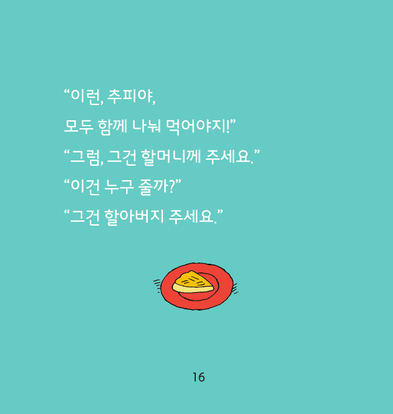 “이런, 추피야,
모두 함께 나눠 먹어야지!”
“그럼, 그건 할머니께 주세요.”
“이건 누구 줄까?”
“그건 할아버지 주세요.”
16